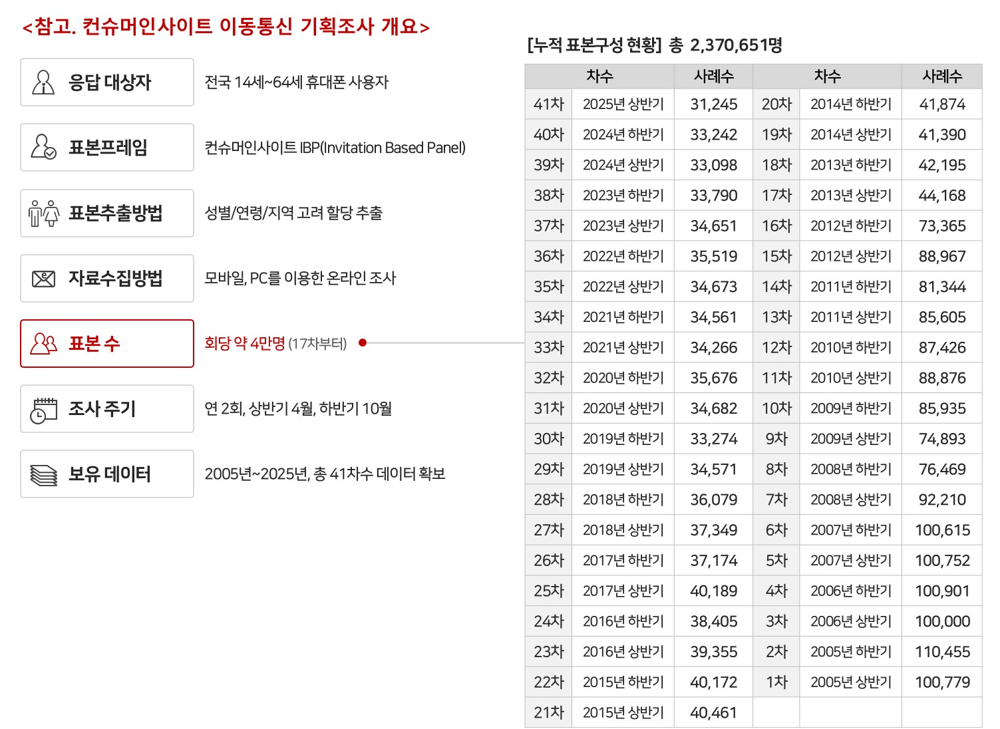 <참고. 컨슈머인사이트 이동통신 기획조사 개요>
응답 대상자 전국 14세~64세 휴대폰 사용자
표본프레임 컨슈머인사이트 IBP(Invitation Based Panel)
표본추출방법 성별/연령/지역 고려 할당 추출
자료수집방법 모바일, PC를 이용한 온라인 조사
표본 수 회당 약 4만명 (17차부터)
조사 주기 연 2회, 상반기 4월, 하반기 10월
보유 데이터 2005년~2025년, 총 41차수 데이터 확보
[누적 표본구성 현황] 총 2,370,651명
차수 사례수 차수 사례수
41차 2025년 상반기 31,245 20차 2014년 하반기 41,874
40차 2024년 하반기 33,242 19차 2014년 상반기 41,390
39차 2024년 상반기 33,098 18차 2013년 하반기 42,195
38차 2023년 하반기 33,790 17차 2013년 상반기 44,168
37차 2023년 상반기 34,651 16차 2012년 하반기 73,365
36차 2022년 하반기 35,519 15차 2012년 상반기 88,967
35차 2022년 상반기 34,673 14차 2011년 하반기 81,344
34차 2021년 하반기 34,561 13차 2011년 상반기 85,605
33차 2021년 상반기 34,266 12차 2010년 하반기 87,426
32차 2020년 하반기 35,676 11차 2010년 상반기 88,876
31차 2020년 상반기 34,682 10차 2009년 하반기 85,935
30차 2019년 하반기 33,274 9차 2009년 상반기 74,893
29차 2019년 상반기 34,571 8차 2008년 하반기 76,469
28차 2018년 하반기 36,079 7차 2008년 상반기 92,210
27차 2018년 상반기 37,349 6차 2007년 하반기 100,615
26차 2017년 하반기 37,174 5차 2007년 상반기 100,752
25차 2017년 상반기 40,189 4차 2006년 하반기 100,901
24차 2016년 하반기 38,405 3차 2006년 상반기 100,000
23차 2016년 상반기 39,355 2차 2005년 하반기 110,455
22차 2015년 하반기 40,172 1차 2005년 상반기 100,779
21차 2015년 상반기 40,461